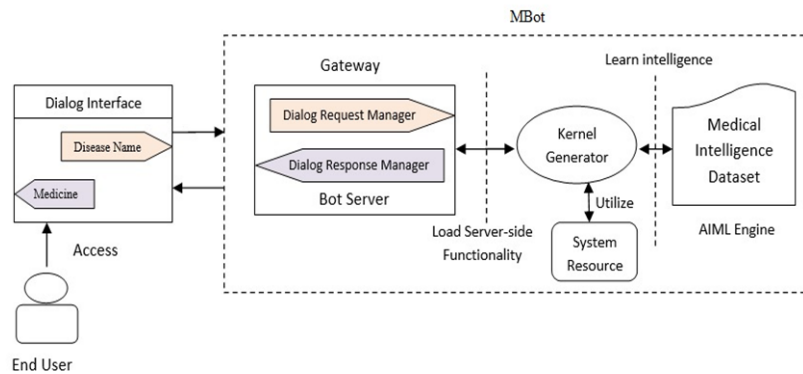 MBot
Gateway
Learn intelligence
Dialog Interface
Disease Name
Medicine
Dialog Request Manager
Dialog Response Manager
Bot Server
Kernel
Generator
Medical
Intelligence
Dataset
Load Server-side
Functionality
Utilize
System
Resource
AIML Engine
Access
End User